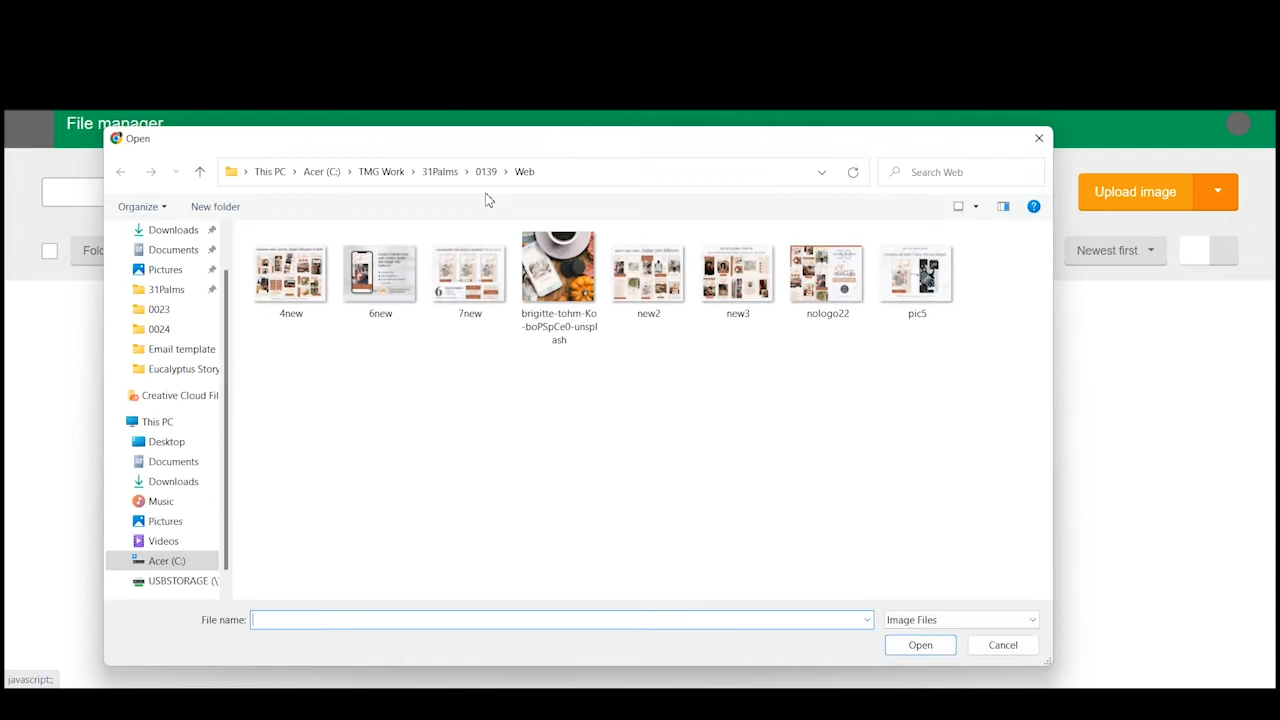 File manager
Open
This PC
Acer (C:)
TMG Work
31Palms
0139
Web
Search Web
Upload image
Organize
New folder
Folc
Newest first
Downloads
Documents
Pictures
31Palms
0023
0024
Email template
Eucalyptus Story
Creative Cloud Fil
This PC
Desktop
Documents
Downloads
Music
Pictures
Videos
Acer (C:)
USBSTORAGE (\\
4new
6new
7new
brigitte-tohm-Ko
-boPSpCe0-unspl
ash
new2
new3
nologo22
pic5
File name:
Image Files
Open
Cancel
javascript:;